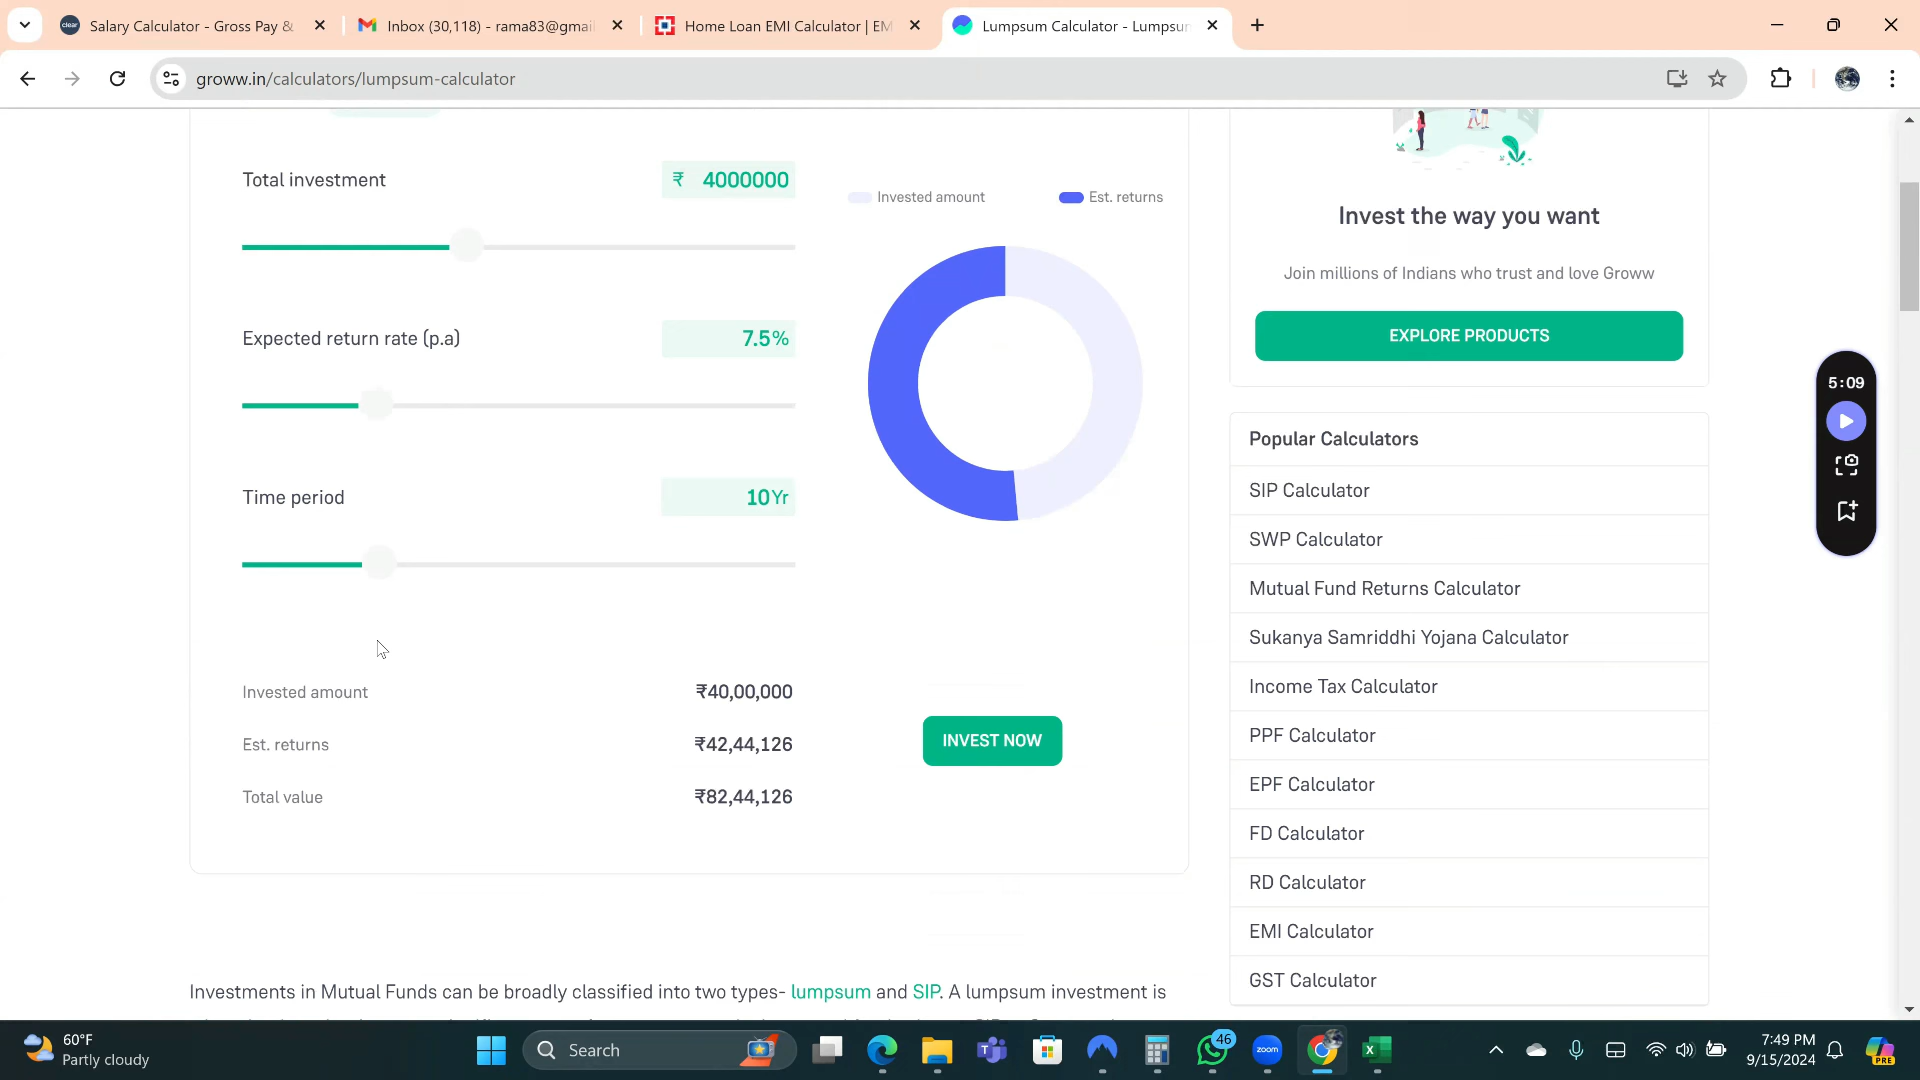 Salary Calculator - Gross Pay &
Inbox (30,118) - rama83@gmai
Home Loan EMI Calculator | EM
Lumpsum Calculator - Lumpsur
groww.in/calculators/lumpsum-calculator
Total investment
₹ 4000000
Invested amount
Est. returns
Expected return rate (p.a)
7.5%
Time period
10Yr
Invested amount
₹40,00,000
Est. returns
₹42,44,126
Total value
₹82,44,126
INVEST NOW
Investments in Mutual Funds can be broadly classified into two types- lumpsum and SIP. A lumpsum investment is
Invest the way you want
Join millions of Indians who trust and love Groww
EXPLORE PRODUCTS
Popular Calculators
SIP Calculator
SWP Calculator
Mutual Fund Returns Calculator
Sukanya Samriddhi Yojana Calculator
Income Tax Calculator
PPF Calculator
EPF Calculator
FD Calculator
RD Calculator
EMI Calculator
GST Calculator
5:09
60°F
Partly cloudy
Search
46
zoom
7:49 PM
9/15/2024
PRE